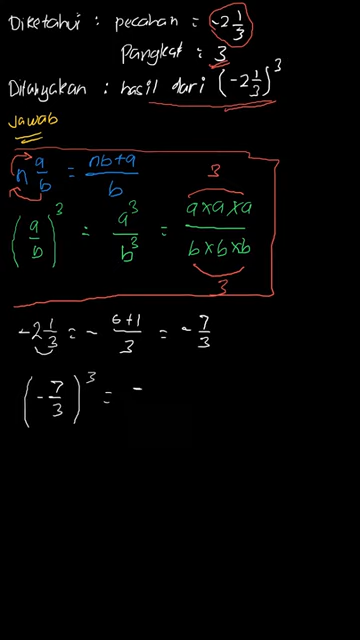 Diketahui : pecahan = -2 1/3
Pangkat : 3
Ditanyakan : hasil dari (-2 1/3)^3
Jawab
n a/b = (nb+a)/b
3
(a/b)^3 = a^3/b^3 = (a×a×a)/(b×b×b)
3
-2 1/3 = - (6+1)/3 = - 7/3
(- 7/3)^3 = -